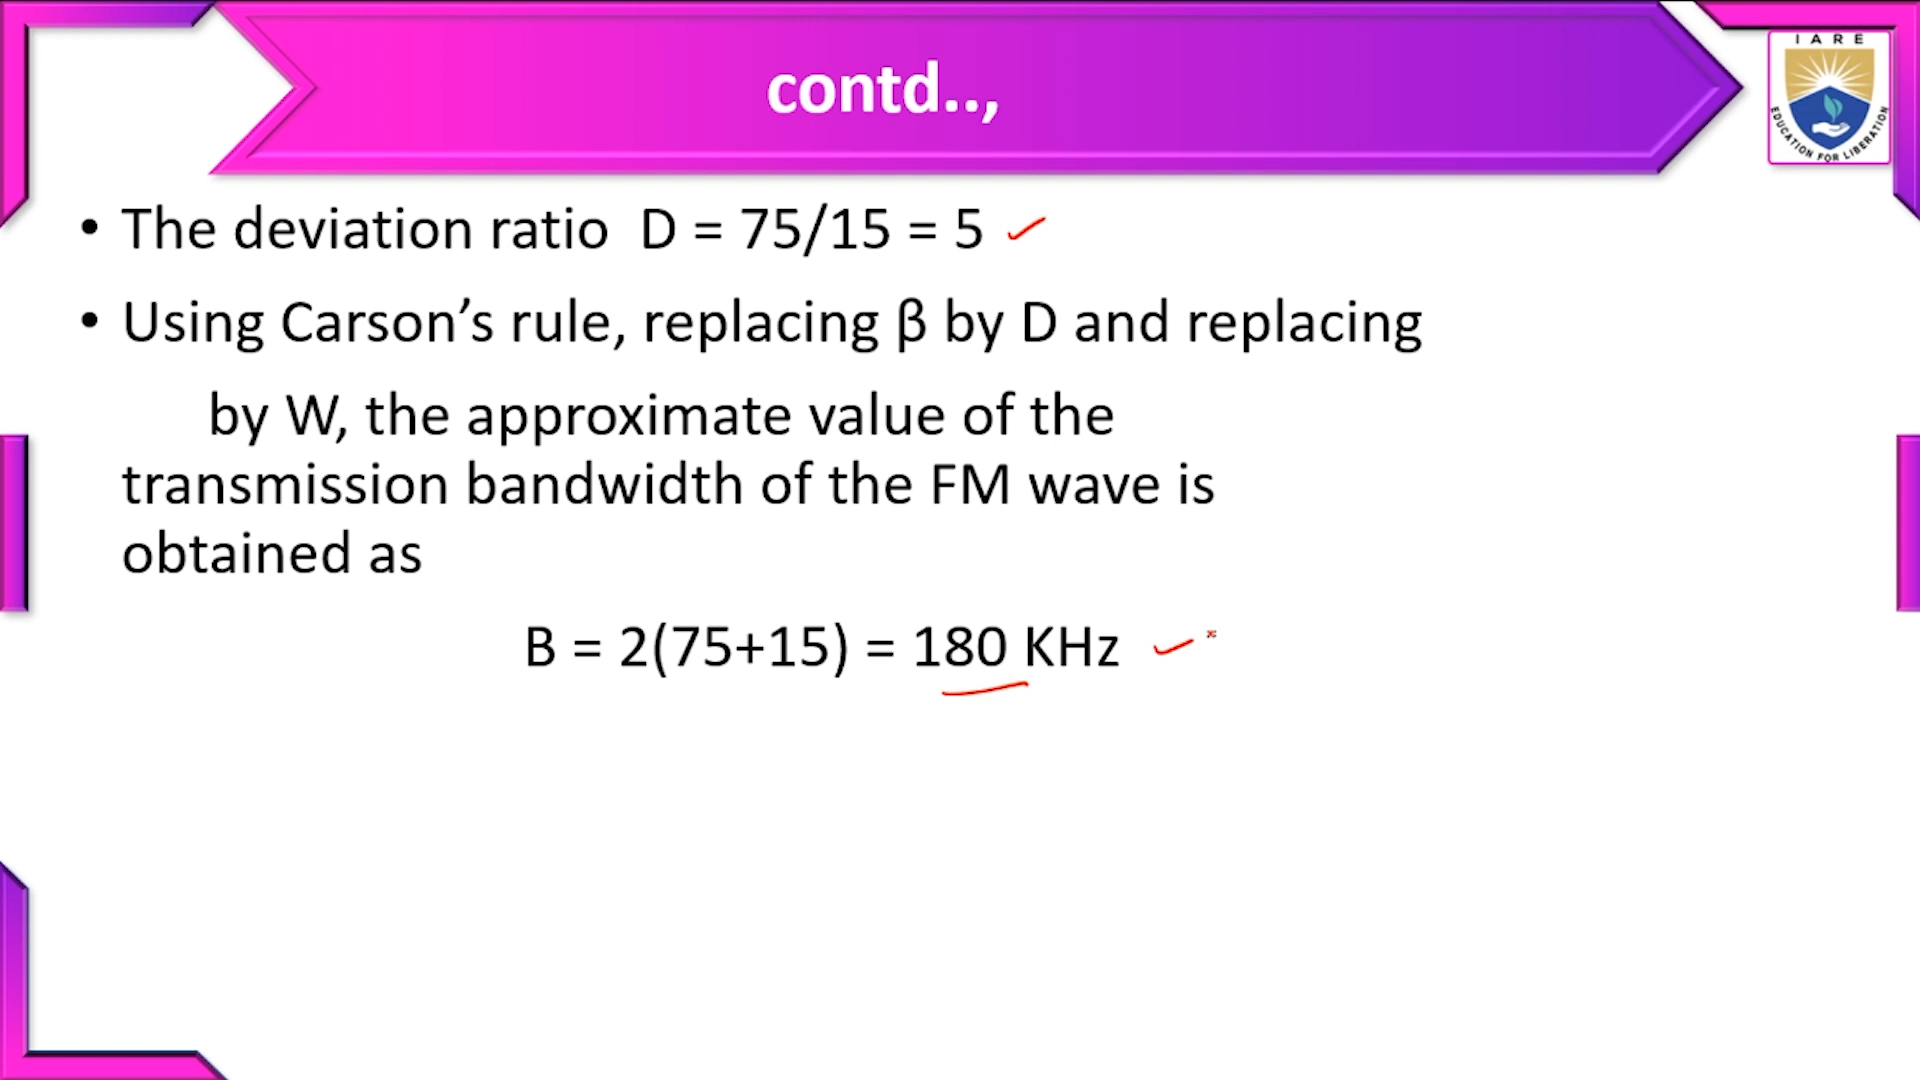 contd..,
IARE
EDUCATION FOR LIBERATION
• The deviation ratio D = 75/15 = 5
• Using Carson’s rule, replacing β by D and replacing
by W, the approximate value of the
transmission bandwidth of the FM wave is
obtained as
B = 2(75+15) = 180 KHz